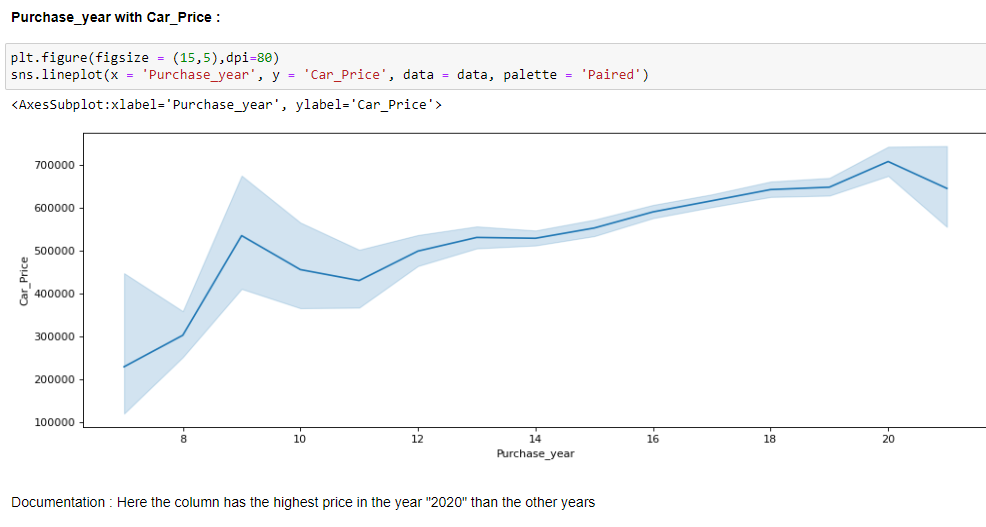 Purchase_year with Car_Price :
plt.figure(figsize = (15,5),dpi=80)
sns.lineplot(x = 'Purchase_year', y = 'Car_Price', data = data, palette = 'Paired')
<AxesSubplot:xlabel='Purchase_year', ylabel='Car_Price'>
700000
600000
500000
400000
300000
200000
100000
Car_Price
8 10 12 14 16 18 20
Purchase_year
Documentation : Here the column has the highest price in the year "2020" than the other years